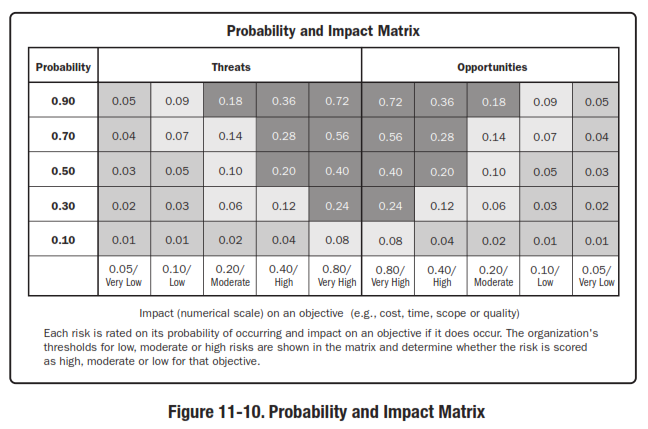 Probability and Impact Matrix
Probability Threats Opportunities
0.90 0.05 0.09 0.18 0.36 0.72 0.72 0.36 0.18 0.09 0.05
0.70 0.04 0.07 0.14 0.28 0.56 0.56 0.28 0.14 0.07 0.04
0.50 0.03 0.05 0.10 0.20 0.40 0.40 0.20 0.10 0.05 0.03
0.30 0.02 0.03 0.06 0.12 0.24 0.24 0.12 0.06 0.03 0.02
0.10 0.01 0.01 0.02 0.04 0.08 0.08 0.04 0.02 0.01 0.01
0.05/ 0.10/ 0.20/ 0.40/ 0.80/ 0.80/ 0.40/ 0.20/ 0.10/ 0.05/
Very Low Low Moderate High Very High Very High High Moderate Low Very Low
Impact (numerical scale) on an objective (e.g., cost, time, scope or quality)
Each risk is rated on its probability of occurring and impact on an objective if it does occur. The organization's
thresholds for low, moderate or high risks are shown in the matrix and determine whether the risk is scored
as high, moderate or low for that objective.
Figure 11-10. Probability and Impact Matrix